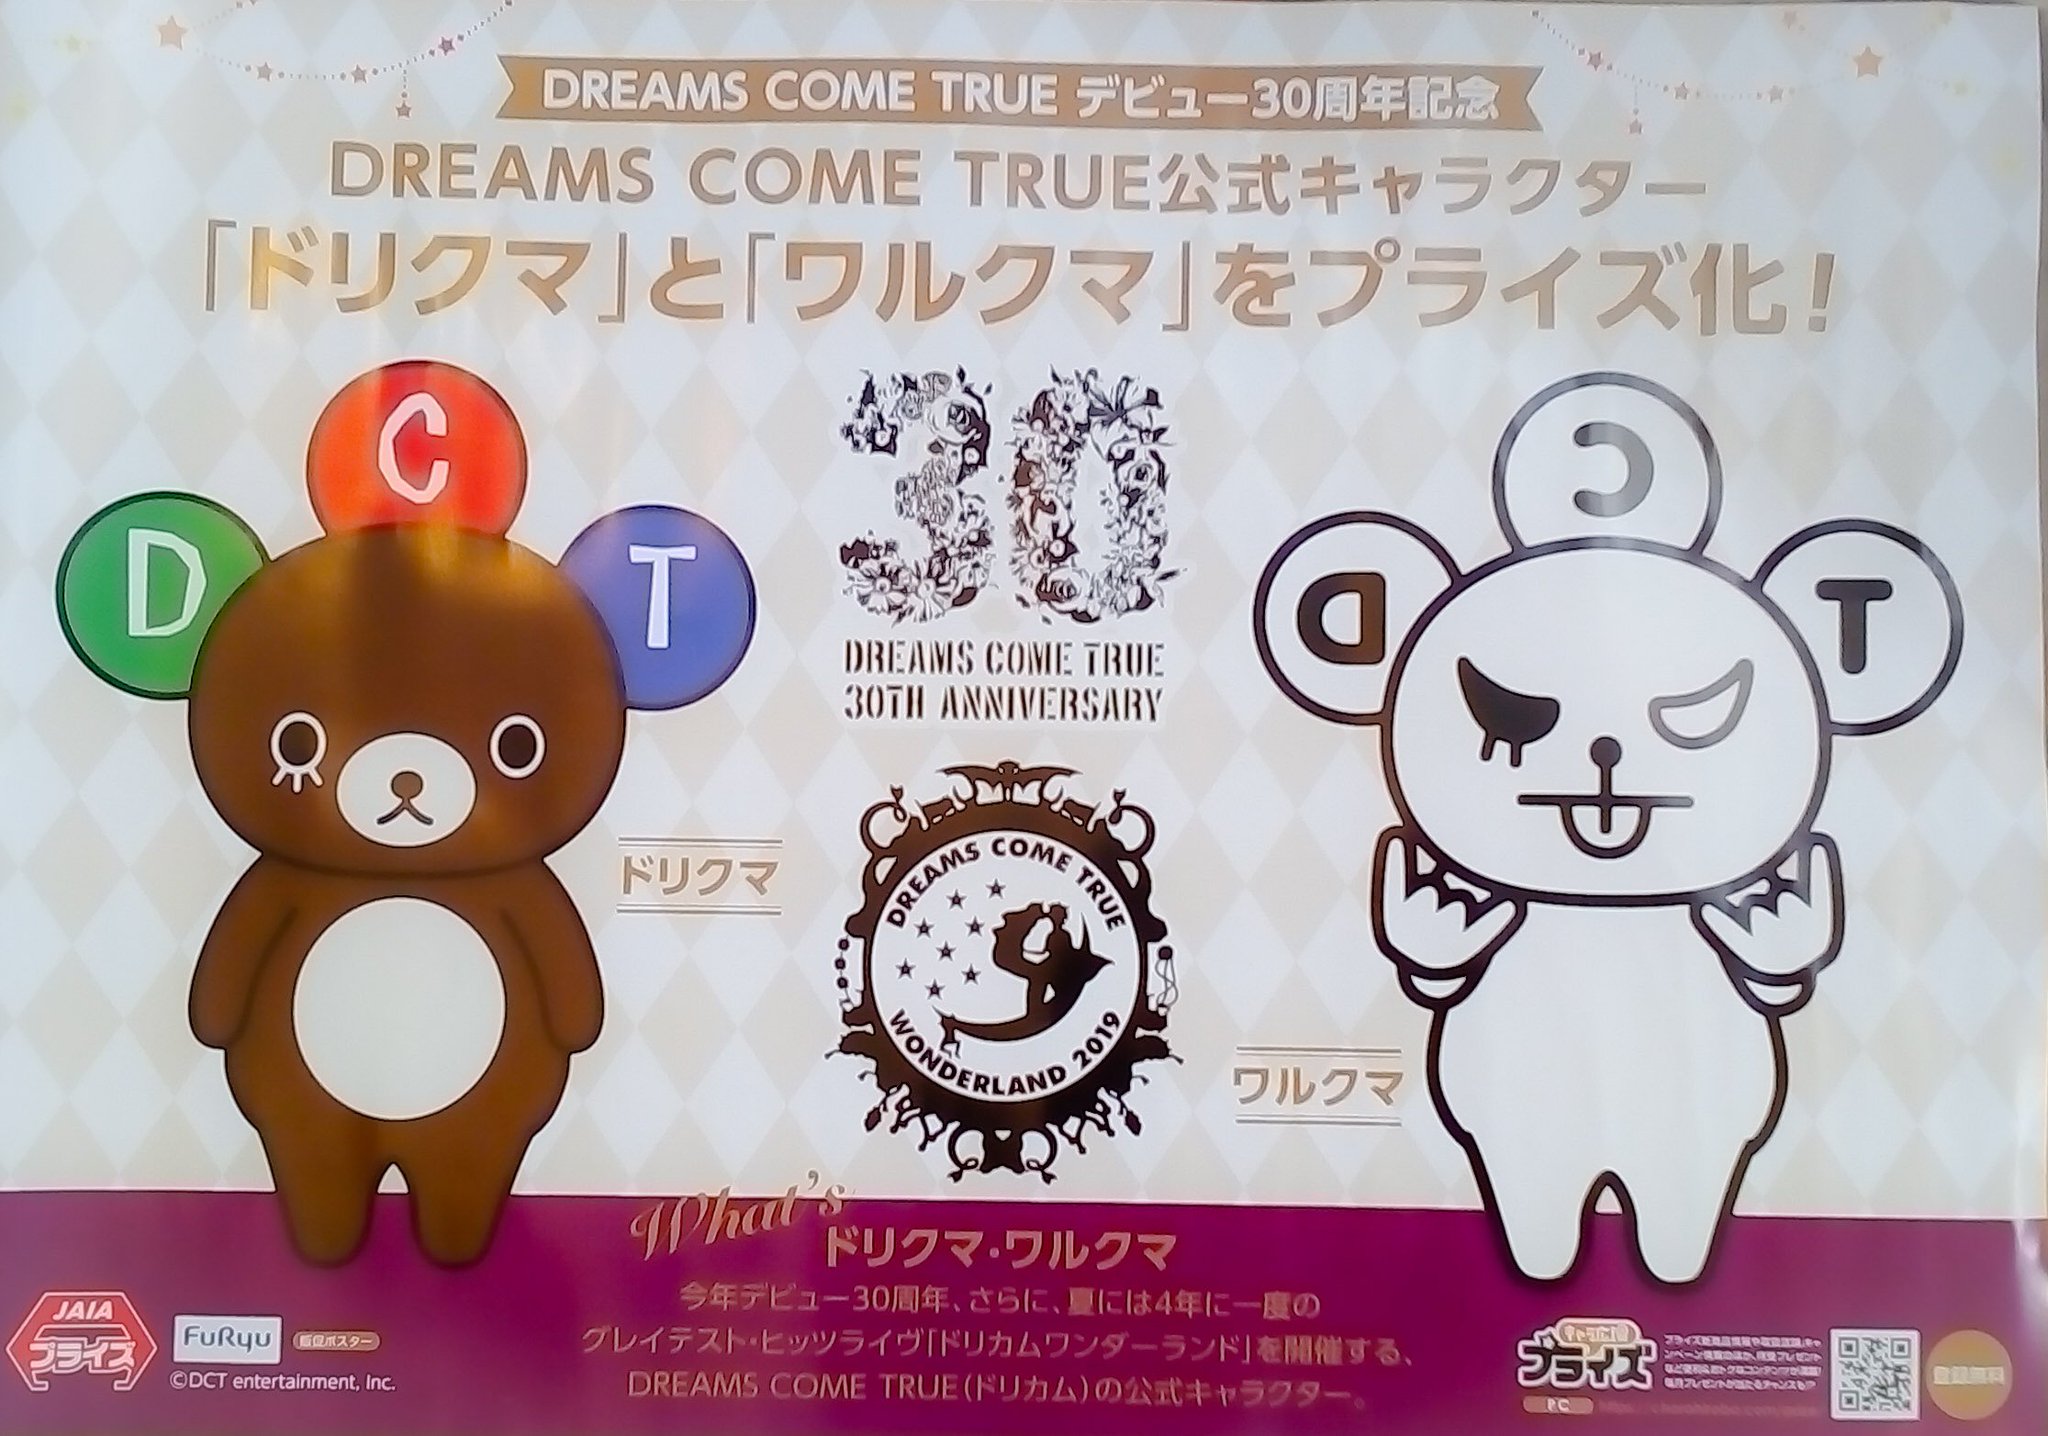 DREAMS COME TRUE デビュー30周年記念
DREAMS COME TRUE公式キャラクター
「ドリクマ」と「ワルクマ」をプライズ化!
C
D
T
C
D
T
30
DREAMS COME TRUE
30TH ANNIVERSARY
ドリクマ
DREAMS COME TRUE
WONDERLAND 2019
ワルクマ
What's
ドリクマ・ワルクマ
今年デビュー30周年、さらに、夏には4年に一度の
グレイテスト・ヒッツライヴ「ドリカムワンダーランド」を開催する、
DREAMS COME TRUE(ドリカム)の公式キャラクター。
JAIA
プライズ
FuRyu
販促ポスター
©DCT entertainment, Inc.
プライズ
PC
登録無料